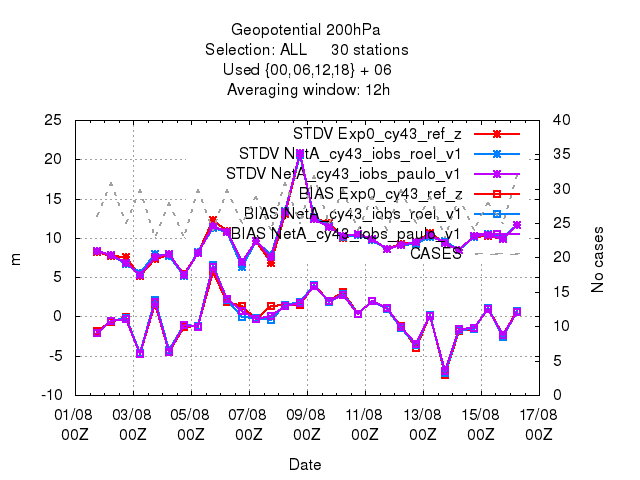 Geopotential 200hPa
Selection: ALL 30 stations
Used {00,06,12,18} + 06
Averaging window: 12h
STDV Exp0_cy43_ref_z
STDV NetA_cy43_iobs_roel_v1
STDV NetA_cy43_iobs_paulo_v1
BIAS Exp0_cy43_ref_z
BIAS NetA_cy43_iobs_roel_v1
BIAS NetA_cy43_iobs_paulo_v1
CASES
25
20
15
10
5
0
-5
-10
m
40
35
30
25
20
15
10
5
0
No cases
01/08 03/08 05/08 07/08 09/08 11/08 13/08 15/08 17/08
00Z 00Z 00Z 00Z 00Z 00Z 00Z 00Z 00Z
Date